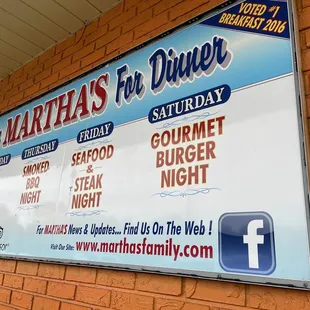 VOTED #1
BREAKFAST 2016
MARTHA'S For Dinner
THURSDAY
SMOKED
BBQ
NIGHT
FRIDAY
SEAFOOD
&
STEAK
NIGHT
SATURDAY
GOURMET
BURGER
NIGHT
For MARTHAS News & Updates... Find Us On The Web !
Visit Our Site: www.marthasfamily.com
f